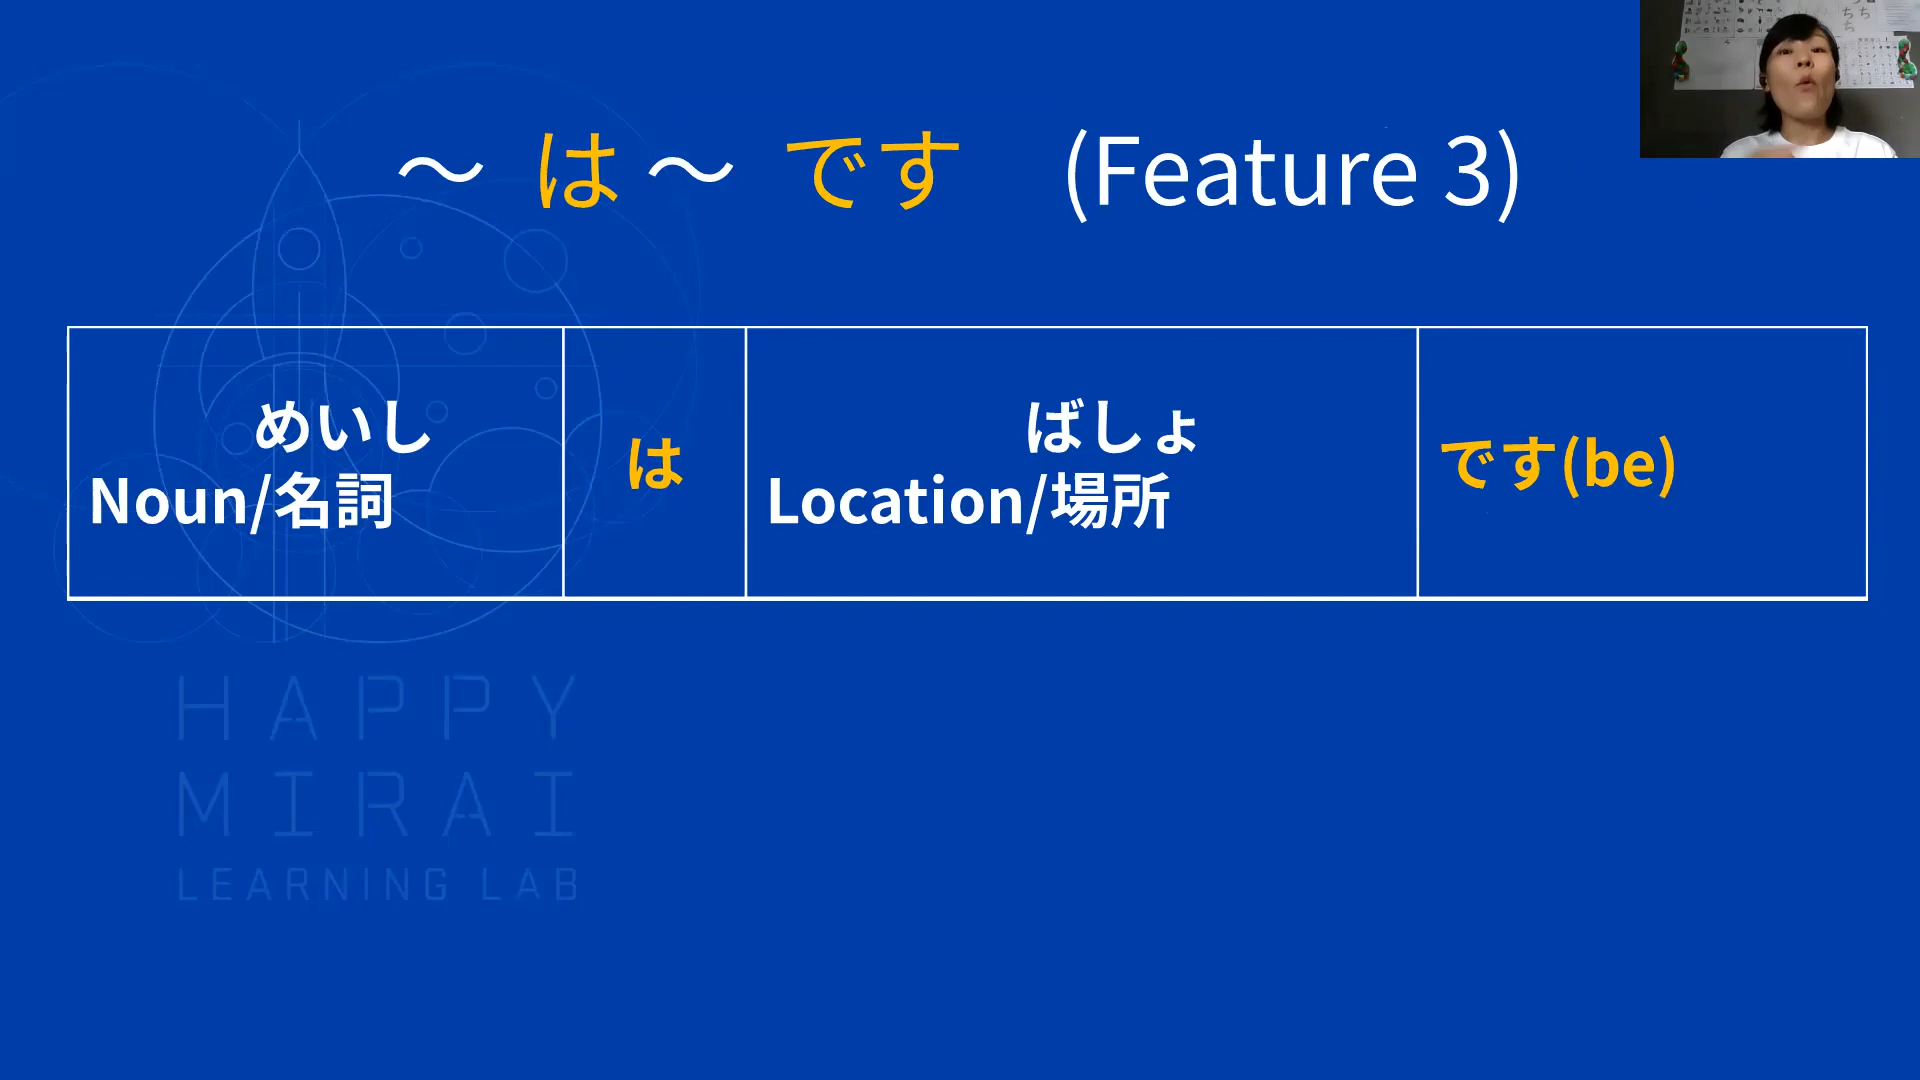 ～ は ～ です (Feature 3)
めいし
Noun/名詞
は
ばしょ
Location/場所
です(be)
HAPPY
MIRAI
LEARNING LAB